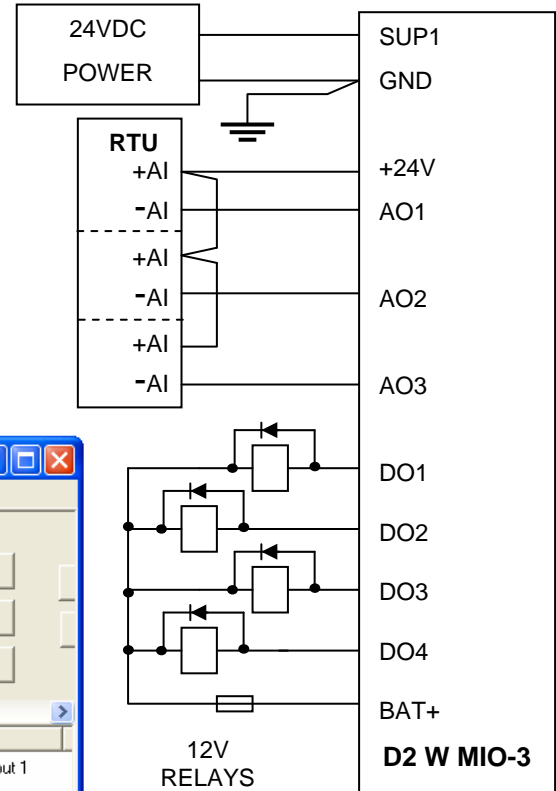 24VDC
POWER
SUP1
GND
RTU
+AI
-AI
+AI
-AI
+AI
-AI
+24V
AO1
AO2
AO3
DO1
DO2
DO3
DO4
BAT+
12V
RELAYS
D2 W MIO-3